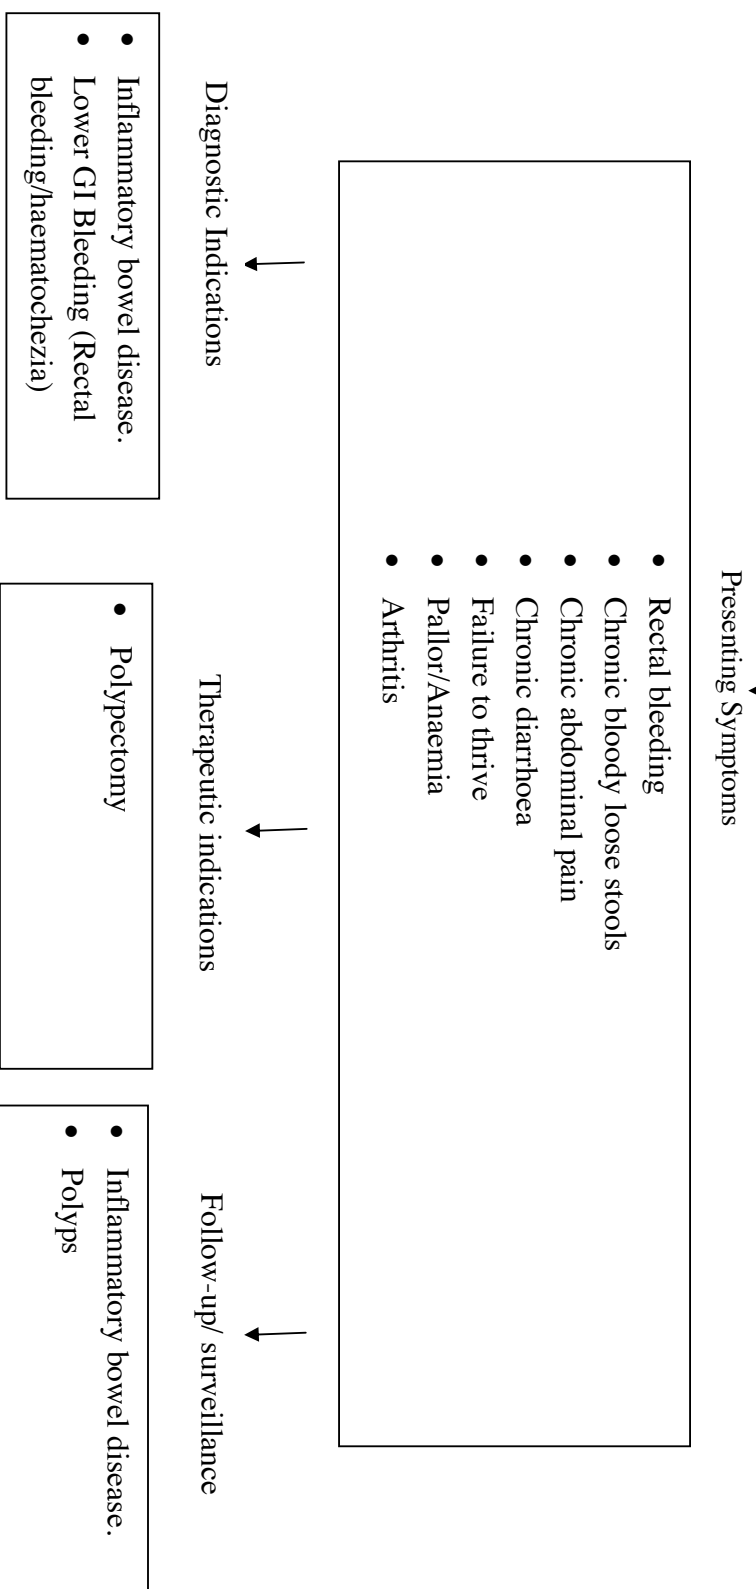 Presenting Symptoms
• Rectal bleeding
• Chronic bloody loose stools
• Chronic abdominal pain
• Chronic diarrhoea
• Failure to thrive
• Pallor/Anaemia
• Arthritis
Diagnostic Indications
• Inflammatory bowel disease.
• Lower GI Bleeding (Rectal
bleeding/haematochezia)
Therapeutic indications
• Polypectomy
Follow-up/ surveillance
• Inflammatory bowel disease.
• Polyps